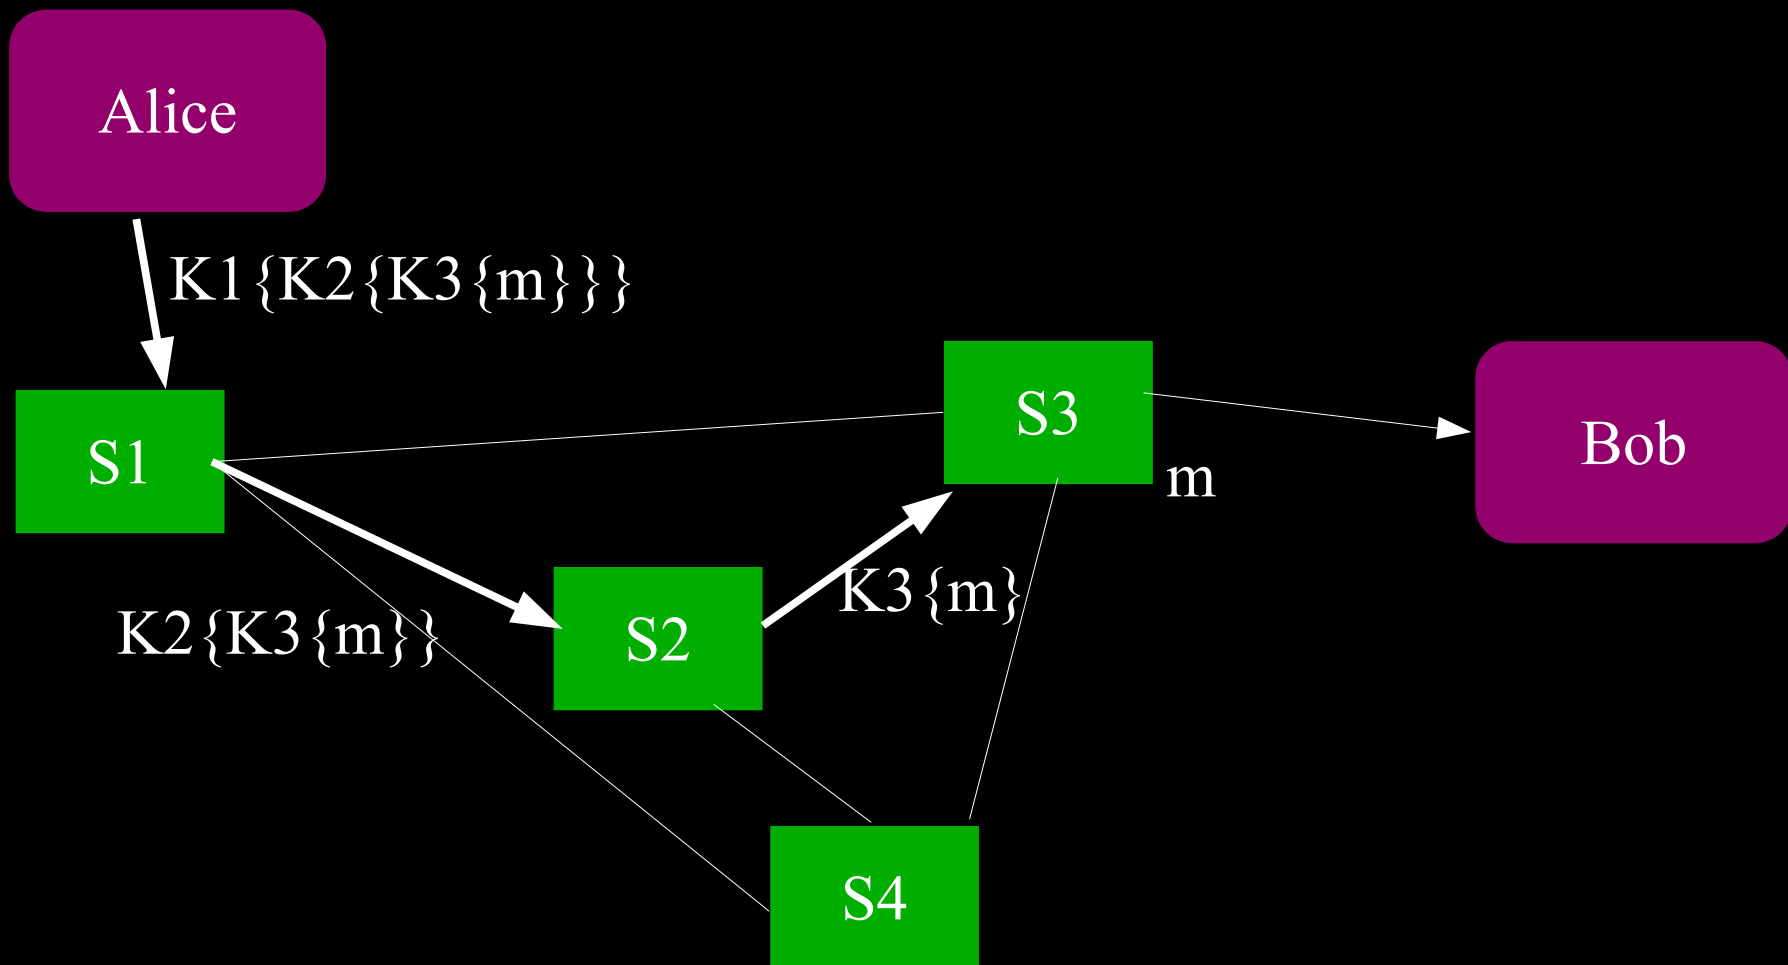 Alice
K1{K2{K3{m}}}
S1
S3
Bob
m
K3{m}
K2{K3{m}}
S2
S4